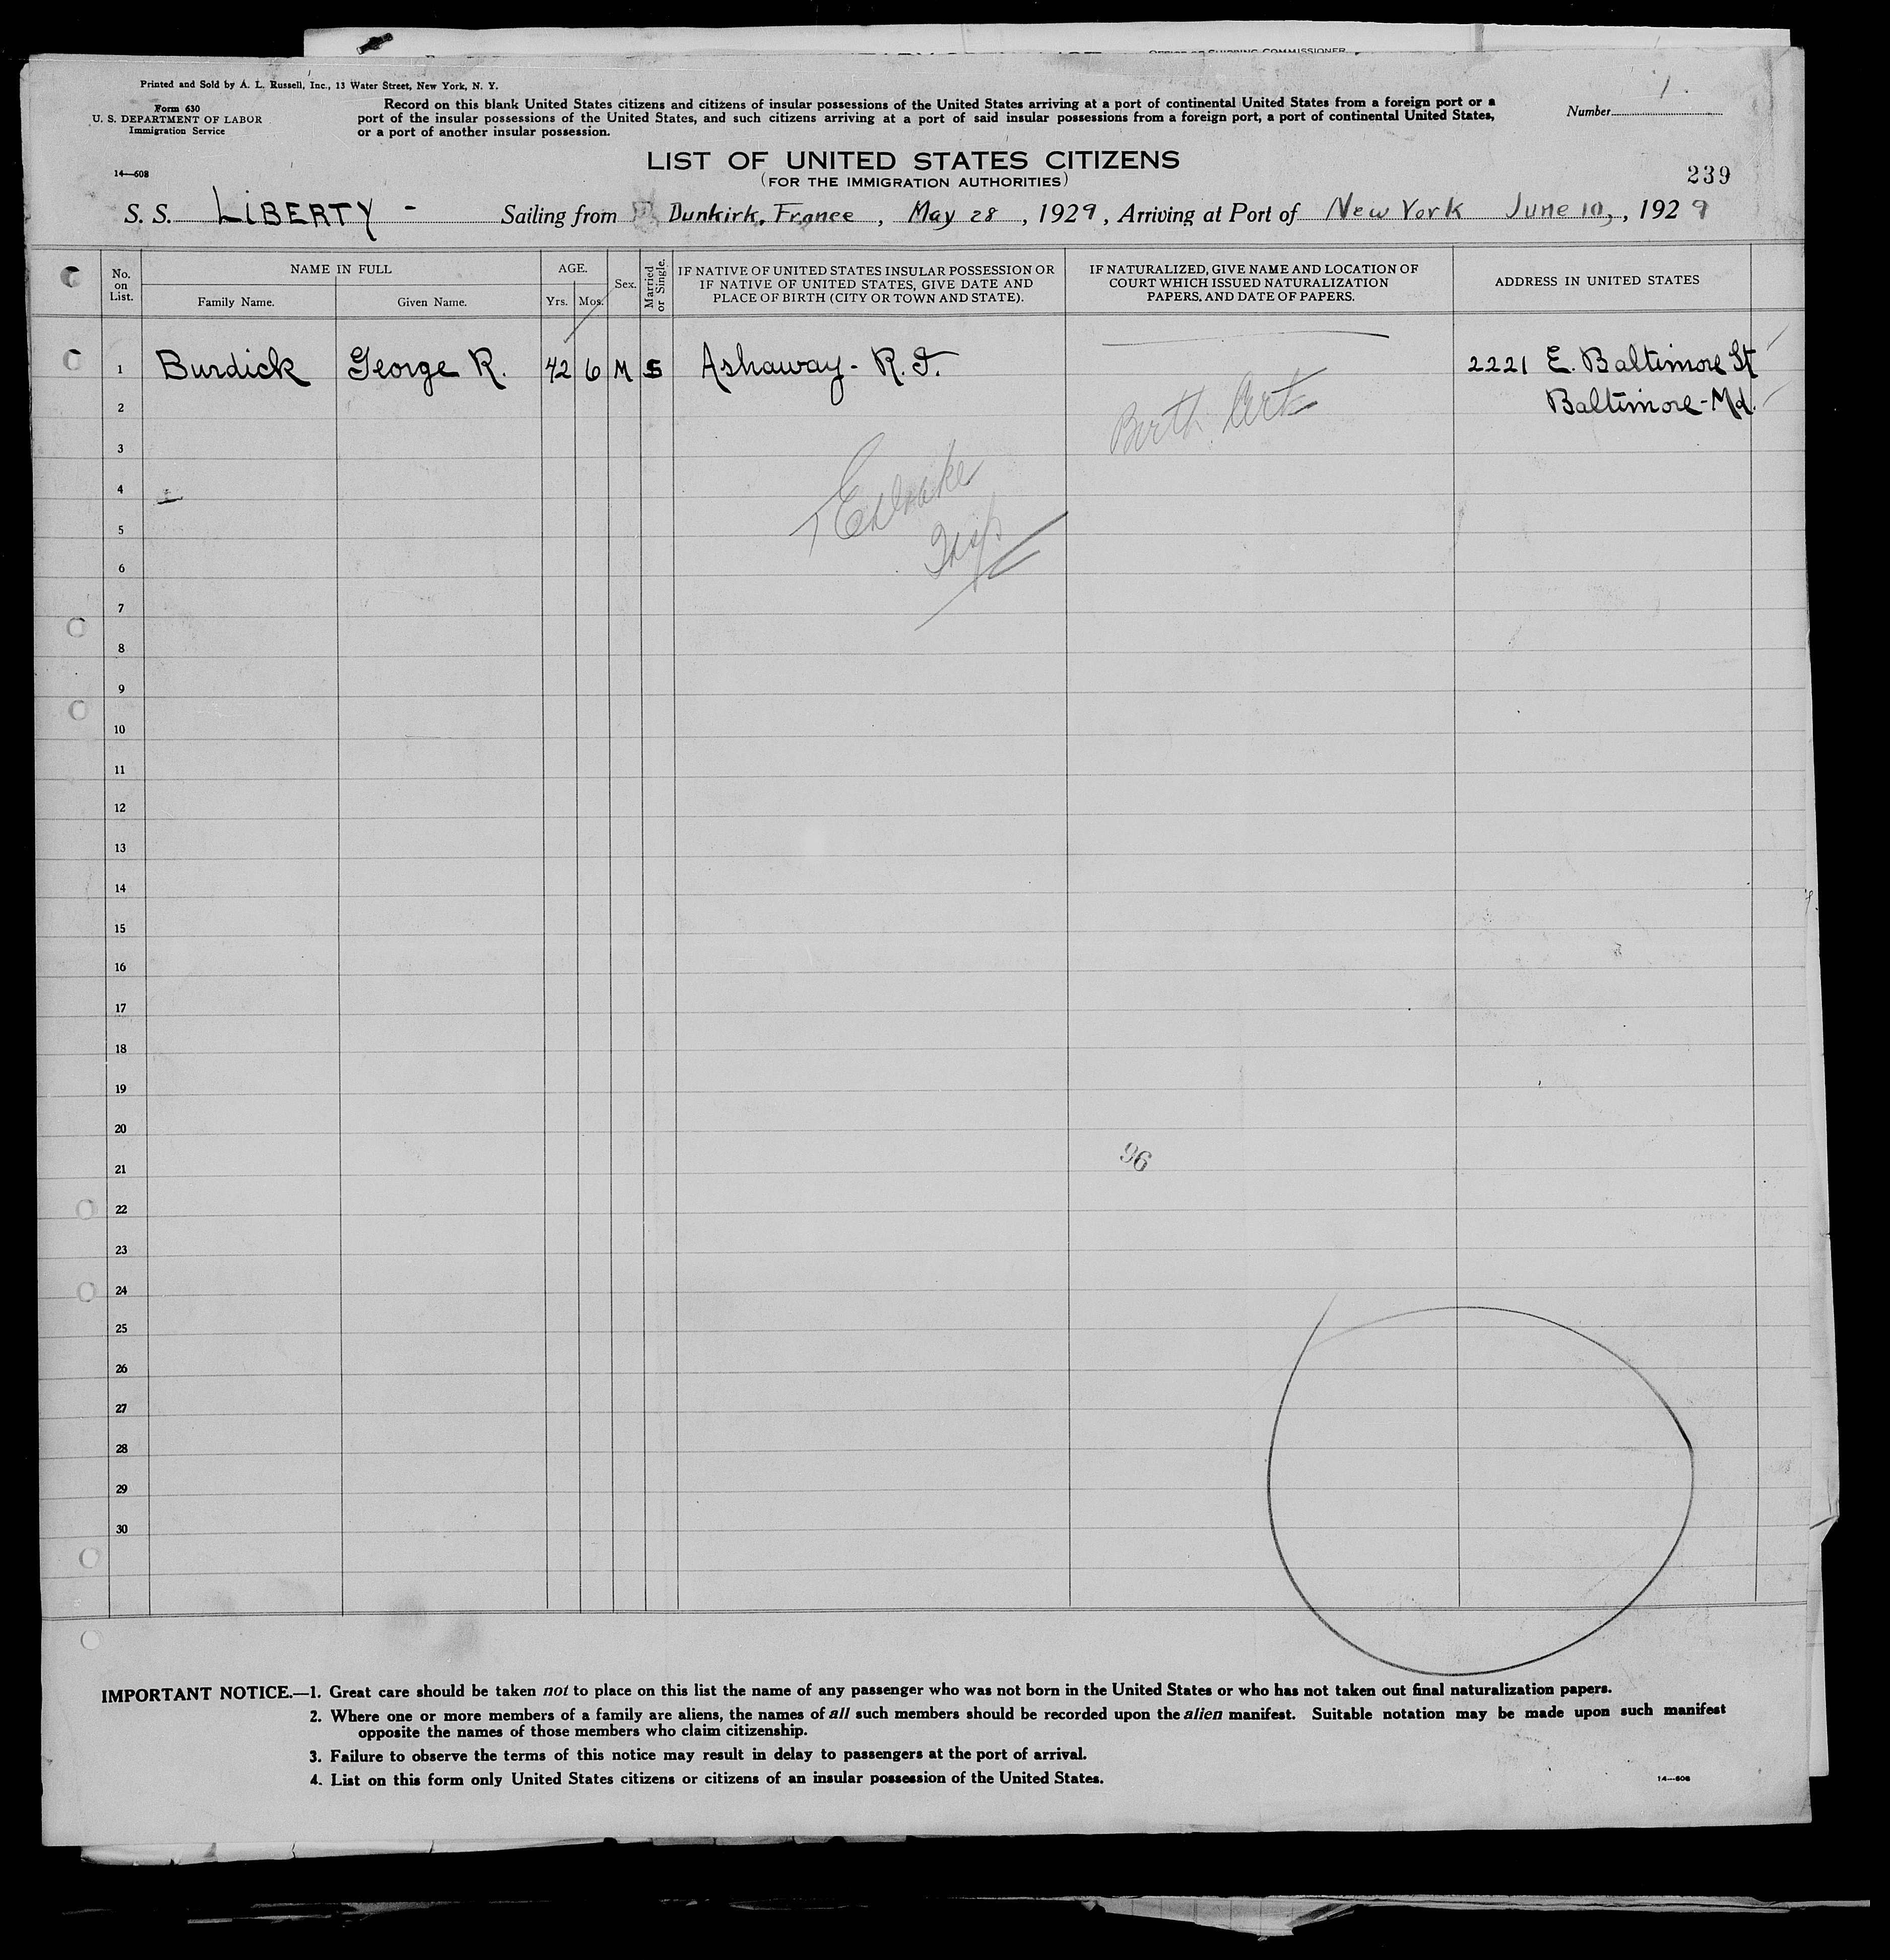 OFFICE OF SHIPPING COMMISSIONER
Printed and Sold by A. L. Russell, Inc., 13 Water Street, New York, N. Y.
Form 630
U. S. DEPARTMENT OF LABOR
Immigration Service
14—608
Record on this blank United States citizens and citizens of insular possessions of the United States arriving at a port of continental United States from a foreign port or a
port of the insular possessions of the United States, and such citizens arriving at a port of said insular possessions from a foreign port, a port of continental United States,
or a port of another insular possession.
Number 1.
LIST OF UNITED STATES CITIZENS
(FOR THE IMMIGRATION AUTHORITIES)
239
S. S. LIBERTY - Sailing from Dunkirk, France, May 28, 1929, Arriving at Port of New York June 10, 1929
No. on List.
NAME IN FULL
Family Name.
Given Name.
AGE.
Yrs.
Mos.
Sex.
Married or Single.
IF NATIVE OF UNITED STATES INSULAR POSSESSION OR
IF NATIVE OF UNITED STATES, GIVE DATE AND
PLACE OF BIRTH (CITY OR TOWN AND STATE).
IF NATURALIZED, GIVE NAME AND LOCATION OF
COURT WHICH ISSUED NATURALIZATION
PAPERS, AND DATE OF PAPERS.
ADDRESS IN UNITED STATES
1 Burdick George R. 42 6 M S Ashaway - R.I. 2221 E. Baltimore St
2 Baltimore - Md.
Birth Cert
3
4
5
Insp
6
7
8
9
10
11
12
13
14
15
16
17
18
19
20
21
96
22
23
24
25
26
27
28
29
30
IMPORTANT NOTICE.—1. Great care should be taken not to place on this list the name of any passenger who was not born in the United States or who has not taken out final naturalization papers.
2. Where one or more members of a family are aliens, the names of all such members should be recorded upon the alien manifest. Suitable notation may be made upon such manifest
opposite the names of those members who claim citizenship.
3. Failure to observe the terms of this notice may result in delay to passengers at the port of arrival.
4. List on this form only United States citizens or citizens of an insular possession of the United States.
14—608